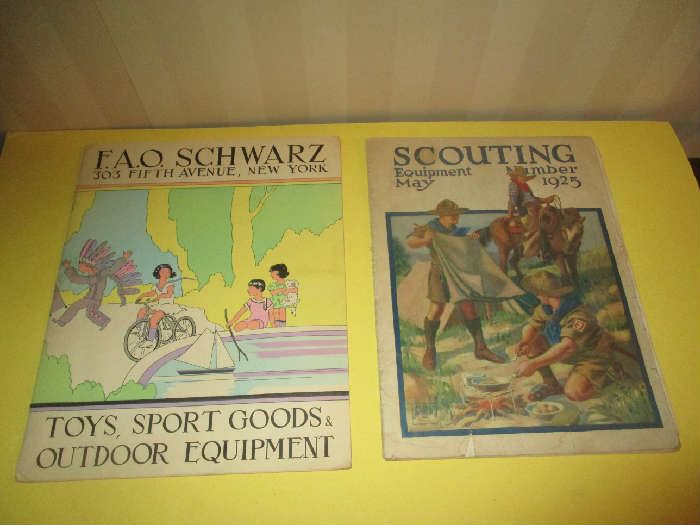 F.A.O. SCHWARZ
303 FIFTH AVENUE, NEW YORK
TOYS, SPORT GOODS &
OUTDOOR EQUIPMENT
SCOUTING
Equipment Number
May 1925